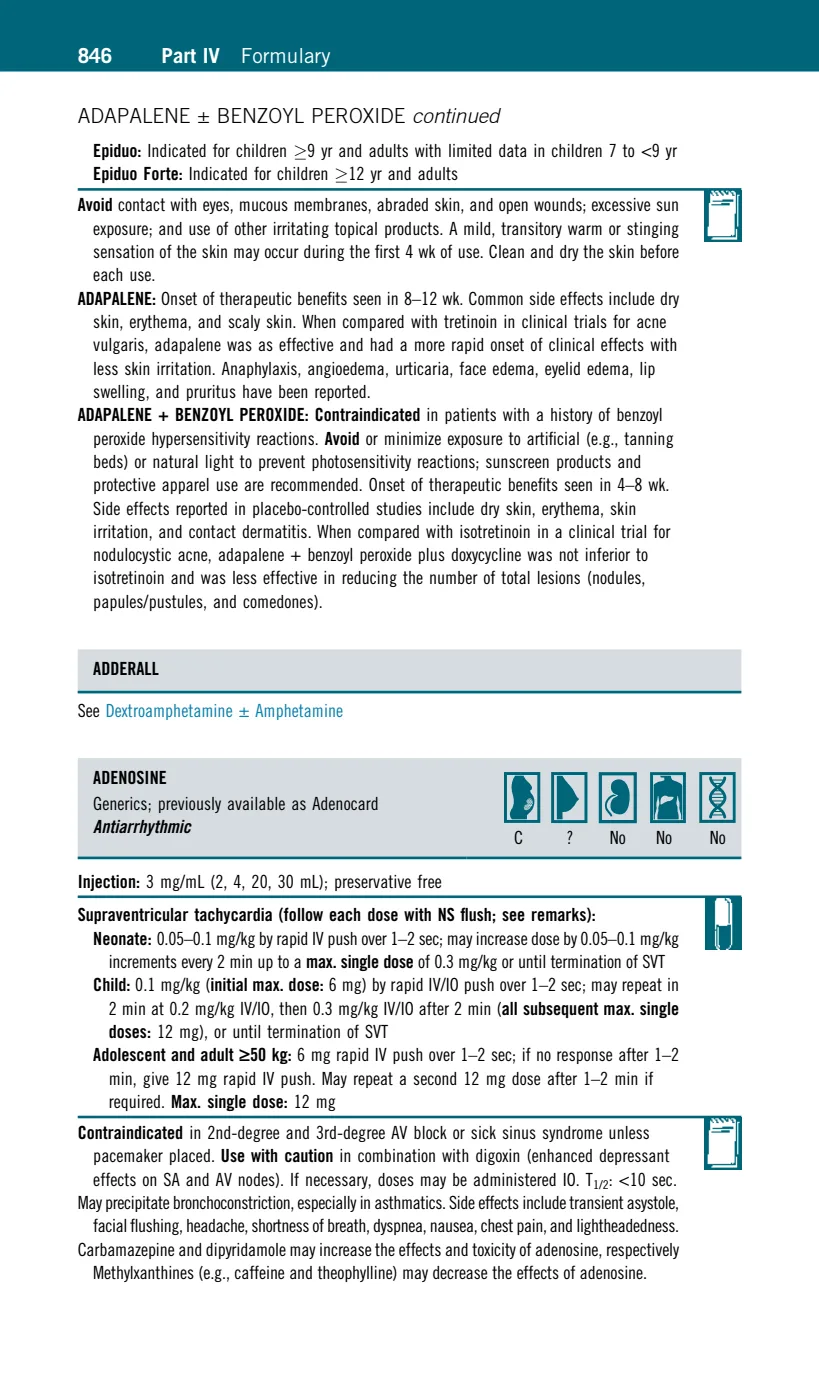 846 Part IV Formulary
ADAPALENE ± BENZOYL PEROXIDE continued
Epiduo: Indicated for children ≥9 yr and adults with limited data in children 7 to <9 yr
Epiduo Forte: Indicated for children ≥12 yr and adults
Avoid contact with eyes, mucous membranes, abraded skin, and open wounds; excessive sun
exposure; and use of other irritating topical products. A mild, transitory warm or stinging
sensation of the skin may occur during the first 4 wk of use. Clean and dry the skin before
each use.
ADAPALENE: Onset of therapeutic benefits seen in 8–12 wk. Common side effects include dry
skin, erythema, and scaly skin. When compared with tretinoin in clinical trials for acne
vulgaris, adapalene was as effective and had a more rapid onset of clinical effects with
less skin irritation. Anaphylaxis, angioedema, urticaria, face edema, eyelid edema, lip
swelling, and pruritus have been reported.
ADAPALENE + BENZOYL PEROXIDE: Contraindicated in patients with a history of benzoyl
peroxide hypersensitivity reactions. Avoid or minimize exposure to artificial (e.g., tanning
beds) or natural light to prevent photosensitivity reactions; sunscreen products and
protective apparel use are recommended. Onset of therapeutic benefits seen in 4–8 wk.
Side effects reported in placebo-controlled studies include dry skin, erythema, skin
irritation, and contact dermatitis. When compared with isotretinoin in a clinical trial for
nodulocystic acne, adapalene + benzoyl peroxide plus doxycycline was not inferior to
isotretinoin and was less effective in reducing the number of total lesions (nodules,
papules/pustules, and comedones).
ADDERALL
See Dextroamphetamine ± Amphetamine
ADENOSINE
Generics; previously available as Adenocard
Antiarrhythmic
C ? No No No
Injection: 3 mg/mL (2, 4, 20, 30 mL); preservative free
Supraventricular tachycardia (follow each dose with NS flush; see remarks):
Neonate: 0.05–0.1 mg/kg by rapid IV push over 1–2 sec; may increase dose by 0.05–0.1 mg/kg
increments every 2 min up to a max. single dose of 0.3 mg/kg or until termination of SVT
Child: 0.1 mg/kg (initial max. dose: 6 mg) by rapid IV/IO push over 1–2 sec; may repeat in
2 min at 0.2 mg/kg IV/IO, then 0.3 mg/kg IV/IO after 2 min (all subsequent max. single
doses: 12 mg), or until termination of SVT
Adolescent and adult ≥50 kg: 6 mg rapid IV push over 1–2 sec; if no response after 1–2
min, give 12 mg rapid IV push. May repeat a second 12 mg dose after 1–2 min if
required. Max. single dose: 12 mg
Contraindicated in 2nd-degree and 3rd-degree AV block or sick sinus syndrome unless
pacemaker placed. Use with caution in combination with digoxin (enhanced depressant
effects on SA and AV nodes). If necessary, doses may be administered IO. T1/2: <10 sec.
May precipitate bronchoconstriction, especially in asthmatics. Side effects include transient asystole,
facial flushing, headache, shortness of breath, dyspnea, nausea, chest pain, and lightheadedness.
Carbamazepine and dipyridamole may increase the effects and toxicity of adenosine, respectively
Methylxanthines (e.g., caffeine and theophylline) may decrease the effects of adenosine.